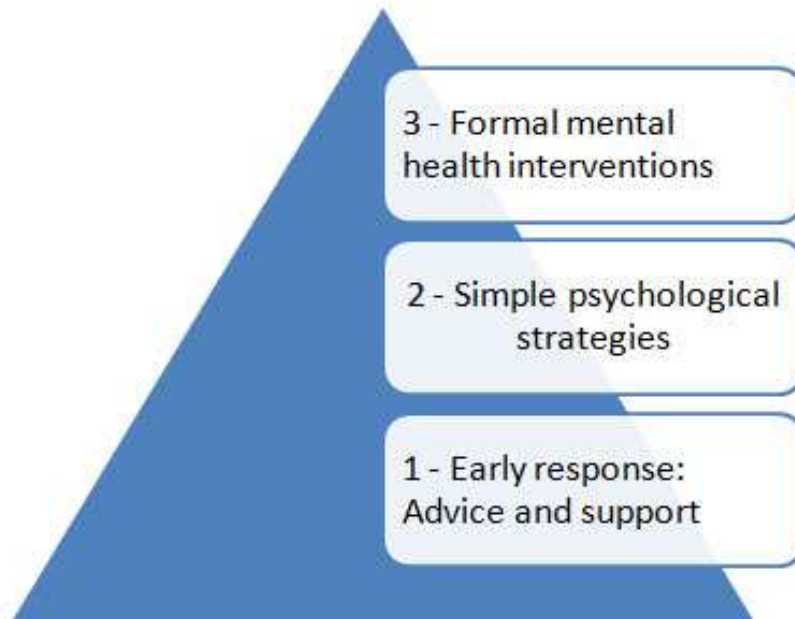 3 - Formal mental
health interventions
2 - Simple psychological
strategies
1 - Early response:
Advice and support